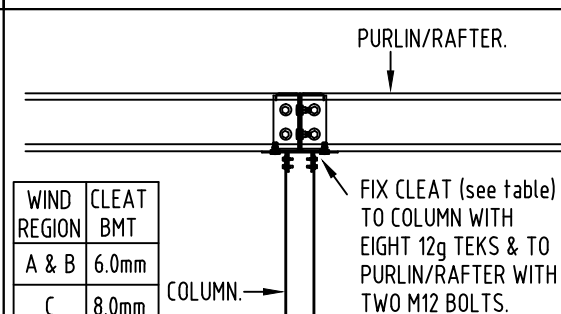 PURLIN/RAFTER.
WIND REGION CLEAT BMT
A & B 6.0mm
C 8.0mm
COLUMN.
FIX CLEAT (see table)
TO COLUMN WITH
EIGHT 12g TEKS & TO
PURLIN/RAFTER WITH
TWO M12 BOLTS.